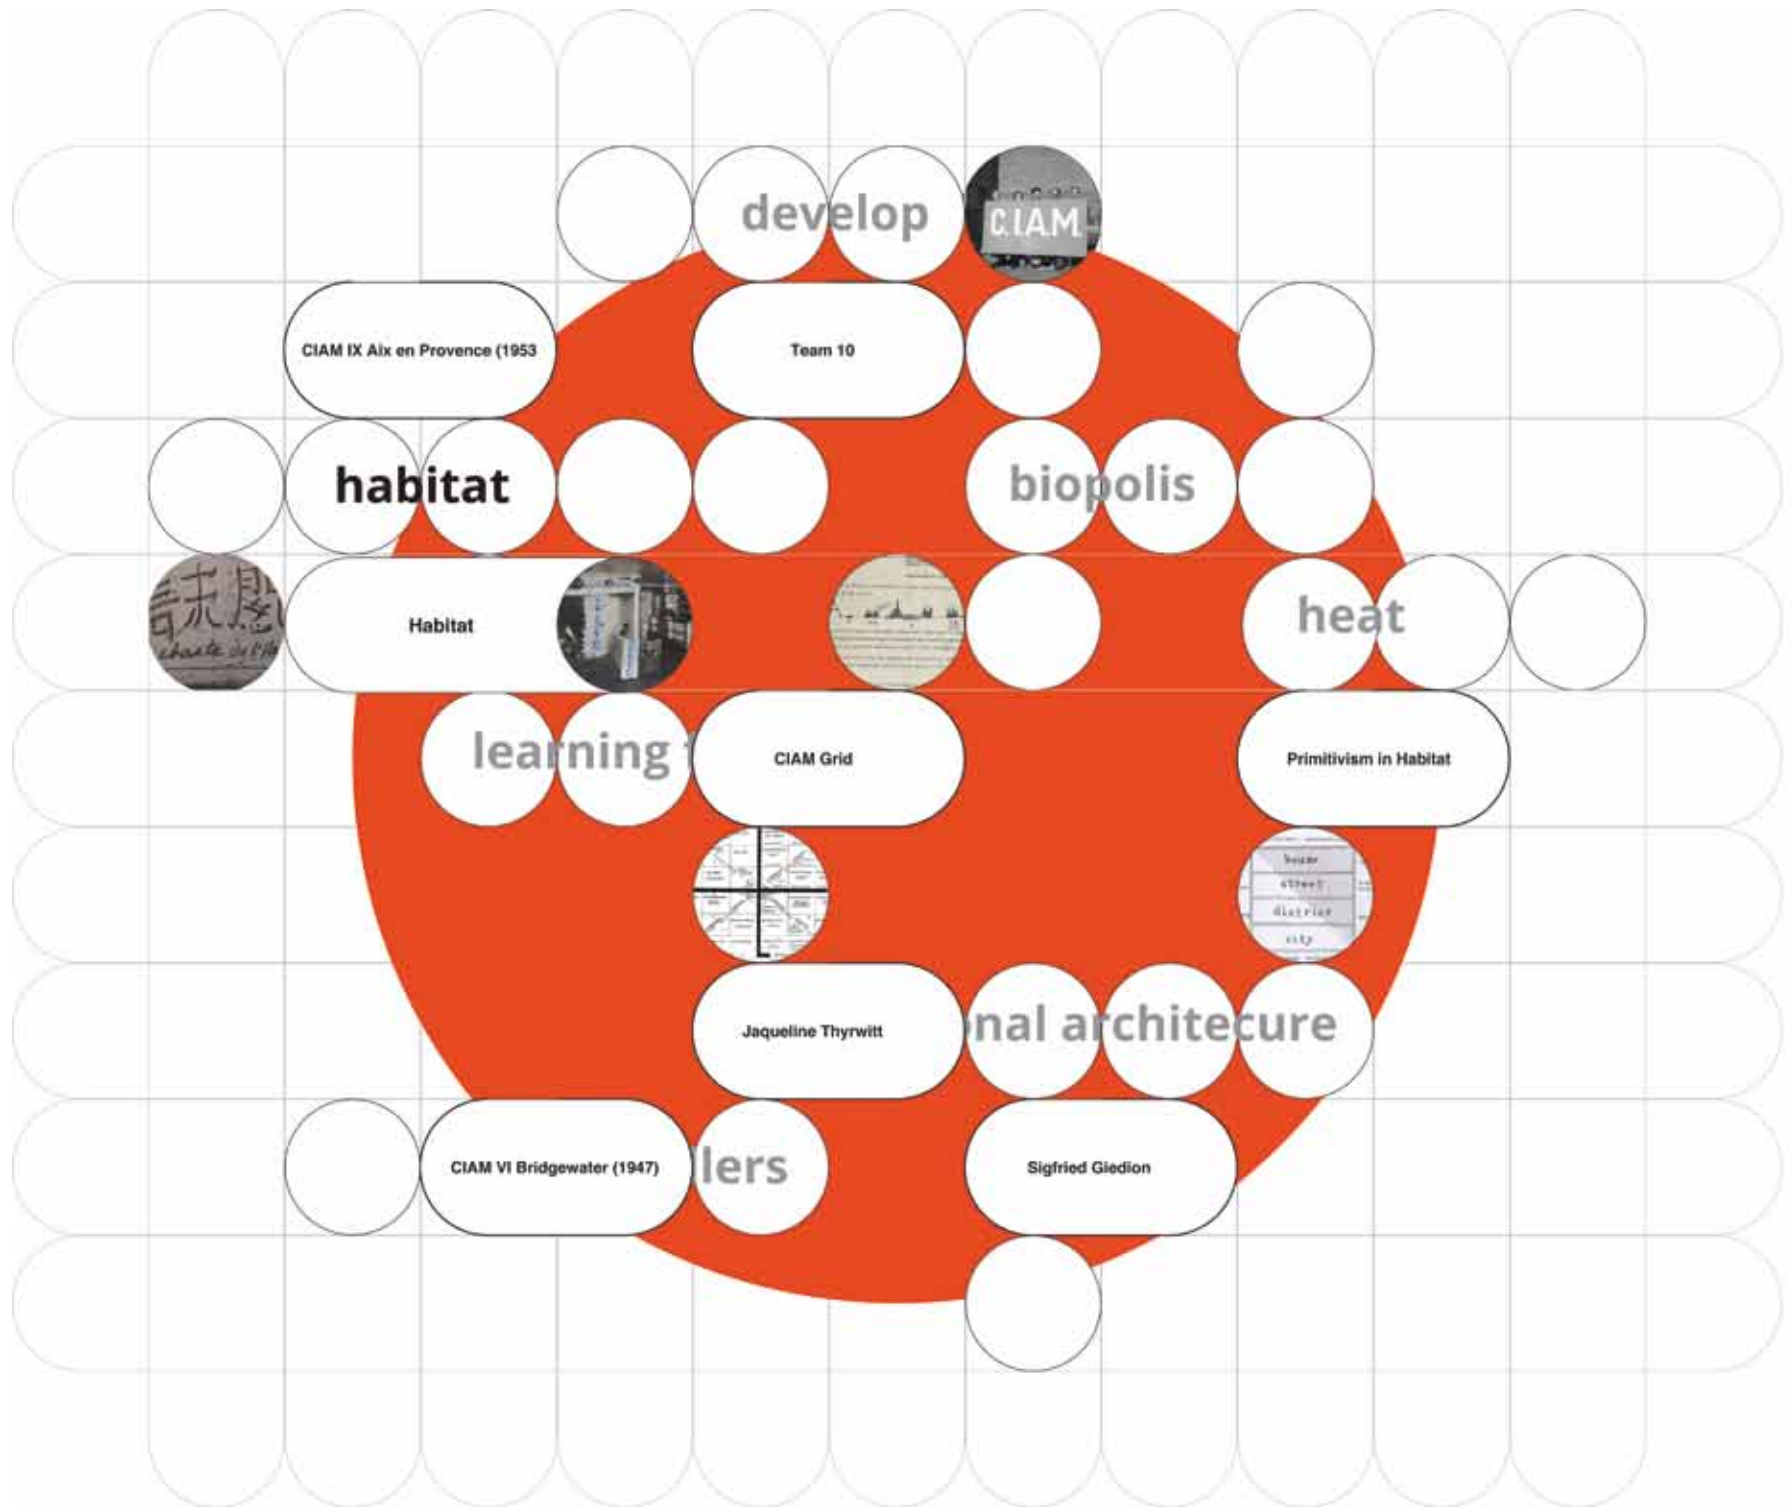 develop
C.I.A.M.
CIAM IX Aix en Provence (1953
Team 10
habitat
biopolis
Habitat
heat
learning
CIAM Grid
Primitivism in Habitat
house
street
district
city
Jaqueline Thyrwitt
onal architecure
CIAM VI Bridgewater (1947)
lers
Sigfried Giedion